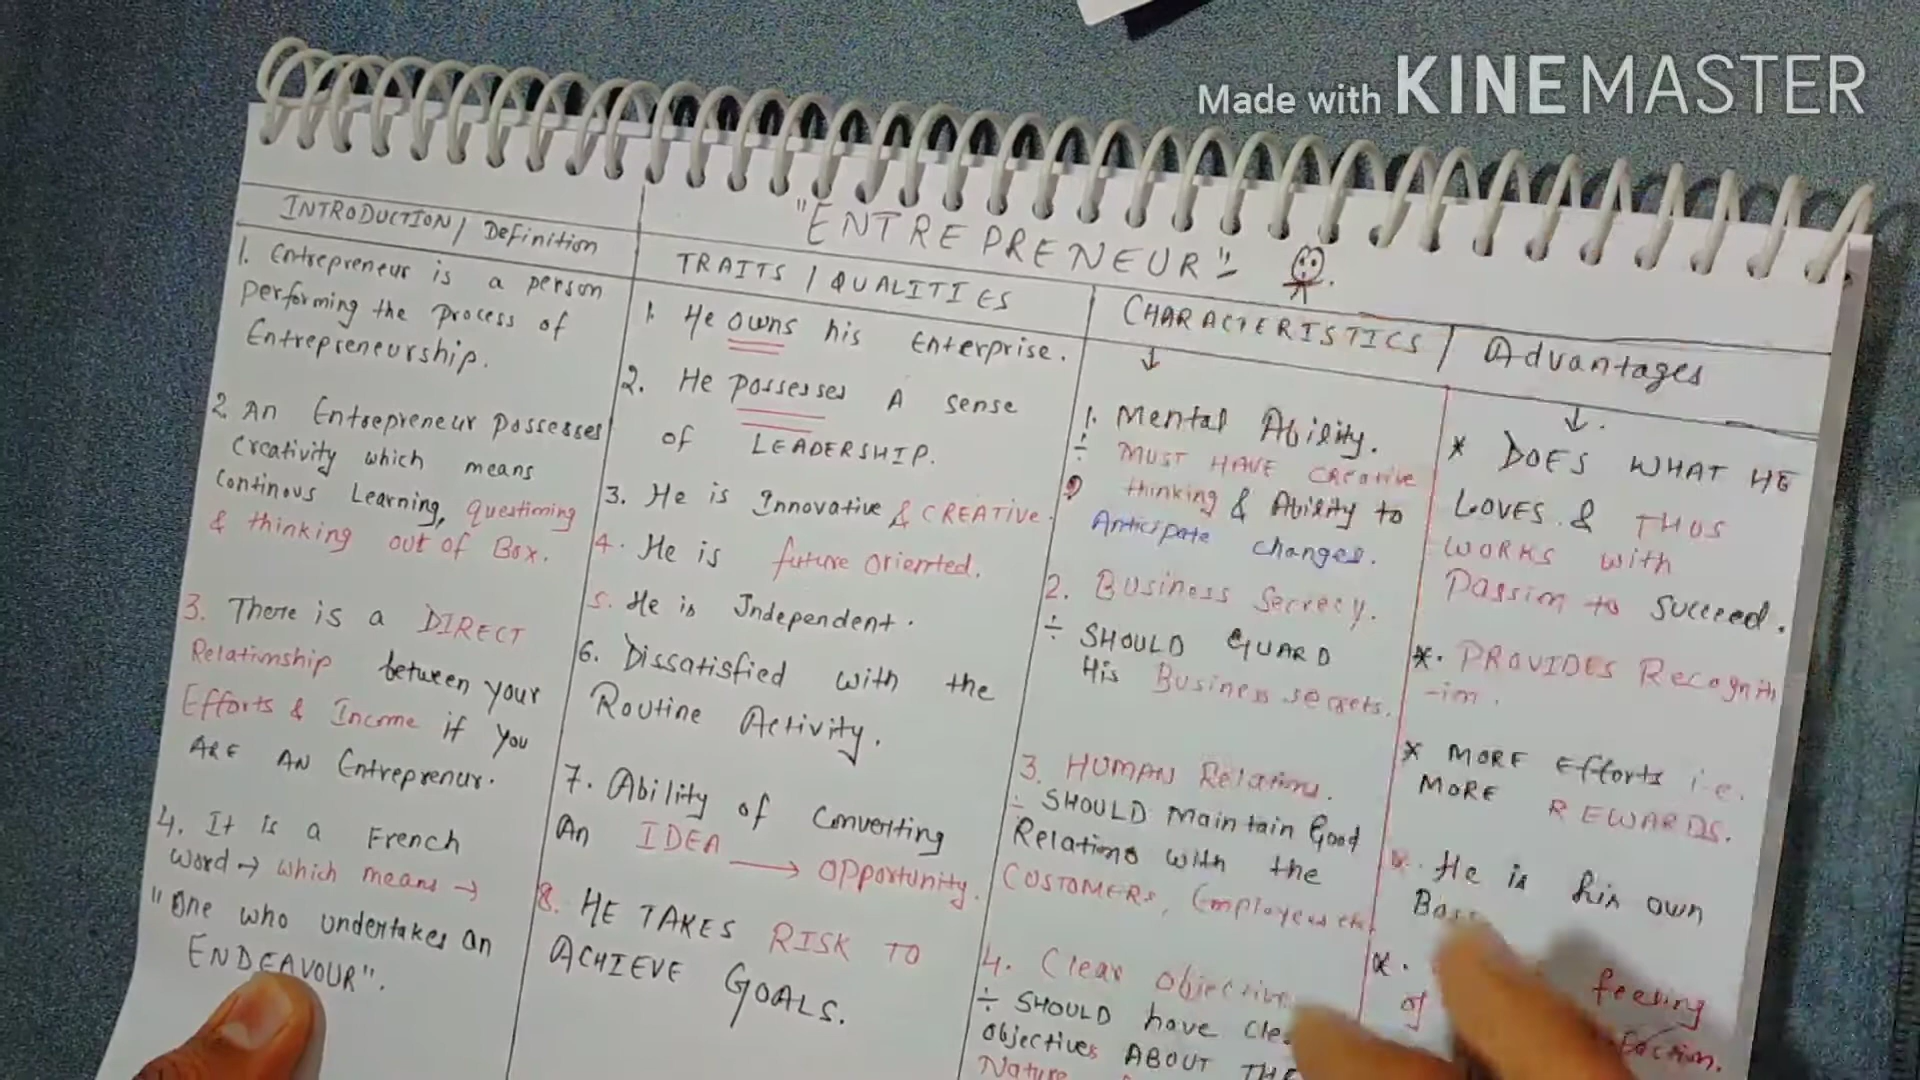 Made with KINEMASTER
"ENTREPRENEUR"
INTRODUCTION / Definition
1. Entrepreneur is a person
performing the process of
Entrepreneurship.
2. An Entrepreneur possesses
creativity which means
continous Learning, questioning
& thinking out of Box.
3. There is a DIRECT
Relationship between your
Efforts & Income if you
ARE AN Entreprenur.
4. It is a French
word → which means →
"One who undertakes an
ENDEAVOUR".
TRAITS / QUALITIES
1. He owns his Enterprise.
2. He possesses A sense
of LEADERSHIP.
3. He is Innovative & CREATIVE.
4. He is future oriented.
5. He is Independent.
6. Dissatisfied with the
Routine Activity.
7. Ability of Converting
An IDEA → opportunity.
8. HE TAKES RISK TO
ACHIEVE GOALS.
CHARACTERISTICS
↓
1. Mental Ability.
÷ MUST HAVE Creative
thinking & Ability to
Anticipate changes.
2. Business Secrecy.
÷ SHOULD GUARD
His Business secrets.
3. HUMAN Relations.
÷ SHOULD Maintain Good
Relations with the
CUSTOMERS, Employees etc.
4. Clear
÷ SHOULD have
objectives ABOUT THE
Nature
Advantages
↓
* DOES WHAT HE
LOVES & THUS
WORKS with
Passion to succeed.
* PROVIDES Recognit
-ion.
* MORE Efforts i.e.
MORE REWARDS.
* He is his own
* feeling
of